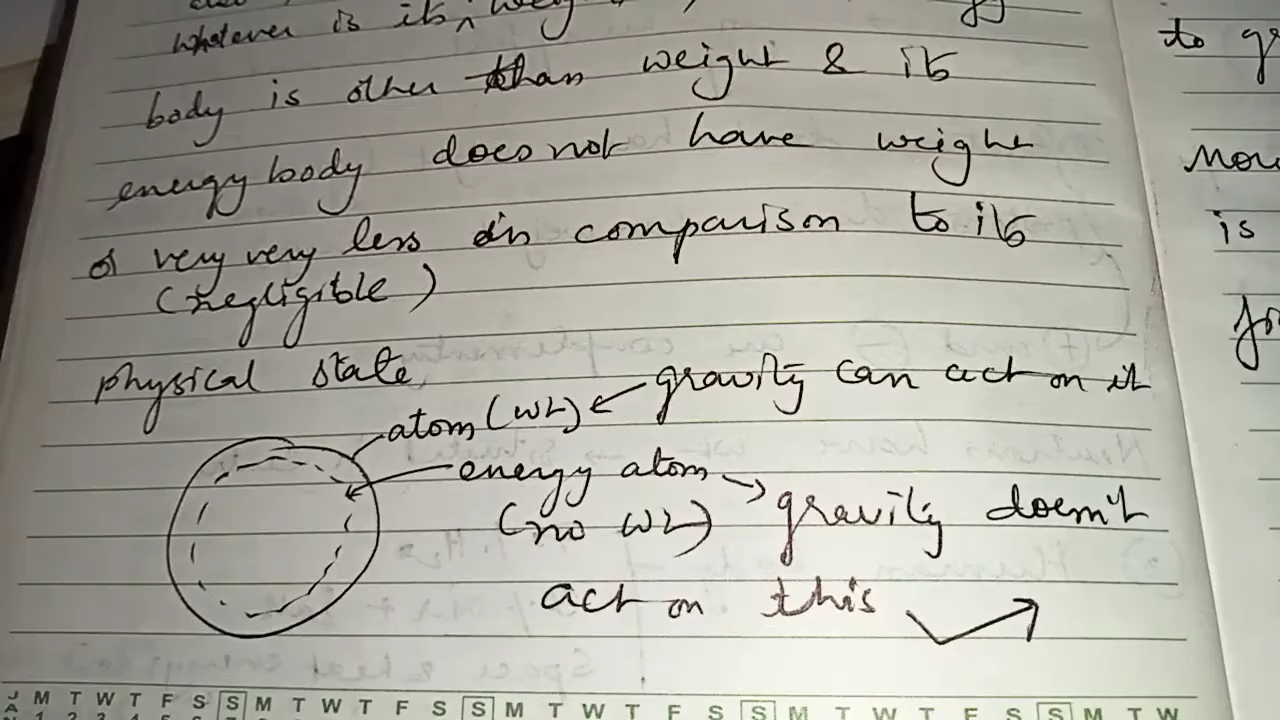 whatever is its
body is other than weight & its
energy body does not have weight
or very very less in comparison to its
(negligible)
physical state,
atom (wt) ← gravity can act on it
energy atom → gravity doesn't
(no wt)
act on this
to
is
J M T W T F S S M T W T F S S M T W T F S S M T W T F S S M T W
A